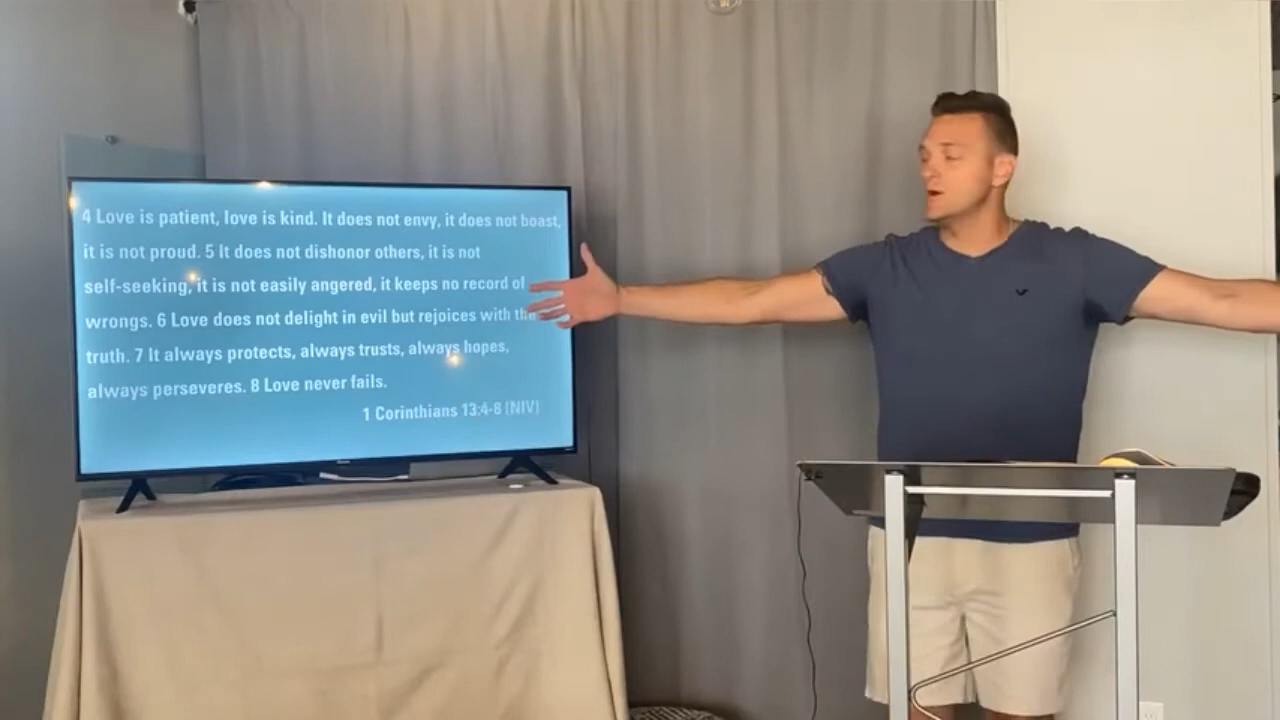 4 Love is patient, love is kind. It does not envy, it does not boast,
it is not proud. 5 It does not dishonor others, it is not
self-seeking, it is not easily angered, it keeps no record of
wrongs. 6 Love does not delight in evil but rejoices with the
truth. 7 It always protects, always trusts, always hopes,
always perseveres. 8 Love never fails.
1 Corinthians 13:4-8 (NIV)